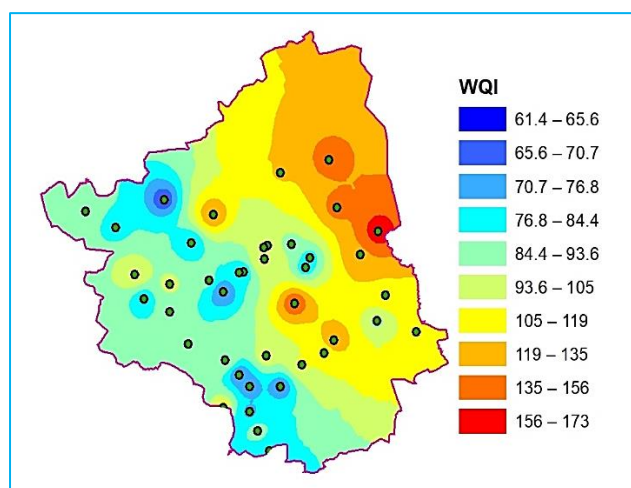 WQI
61.4 – 65.6
65.6 – 70.7
70.7 – 76.8
76.8 – 84.4
84.4 – 93.6
93.6 – 105
105 – 119
119 – 135
135 – 156
156 – 173